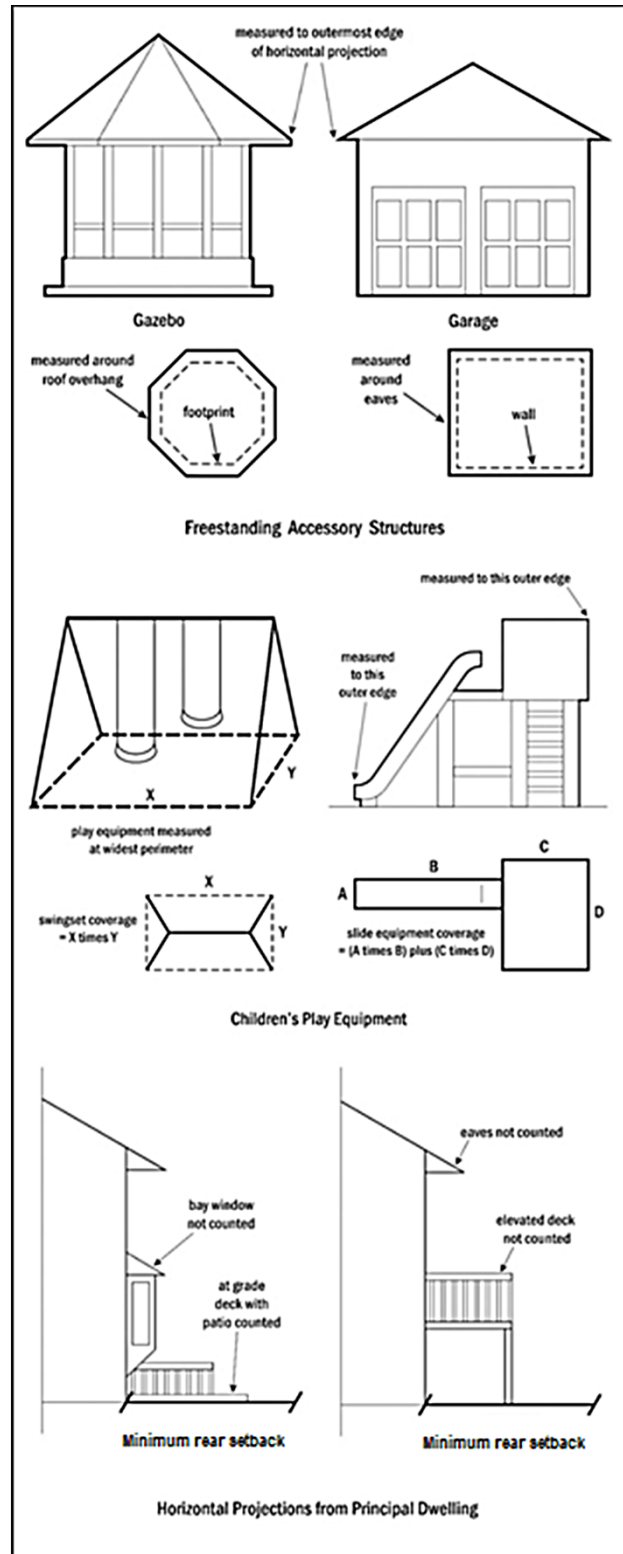 measured to outermost edge
of horizontal projection
Gazebo
Garage
measured around
roof overhang
footprint
measured
around
eaves
wall
Freestanding Accessory Structures
measured to this outer edge
measured
to this
outer edge
Y
X
play equipment measured
at widest perimeter
X
swingset coverage
= X times Y
Y
C
B
A
D
slide equipment coverage
= (A times B) plus (C times D)
Children's Play Equipment
eaves not counted
bay window
not counted
elevated deck
not counted
at grade
deck with
patio counted
Minimum rear setback
Minimum rear setback
Horizontal Projections from Principal Dwelling